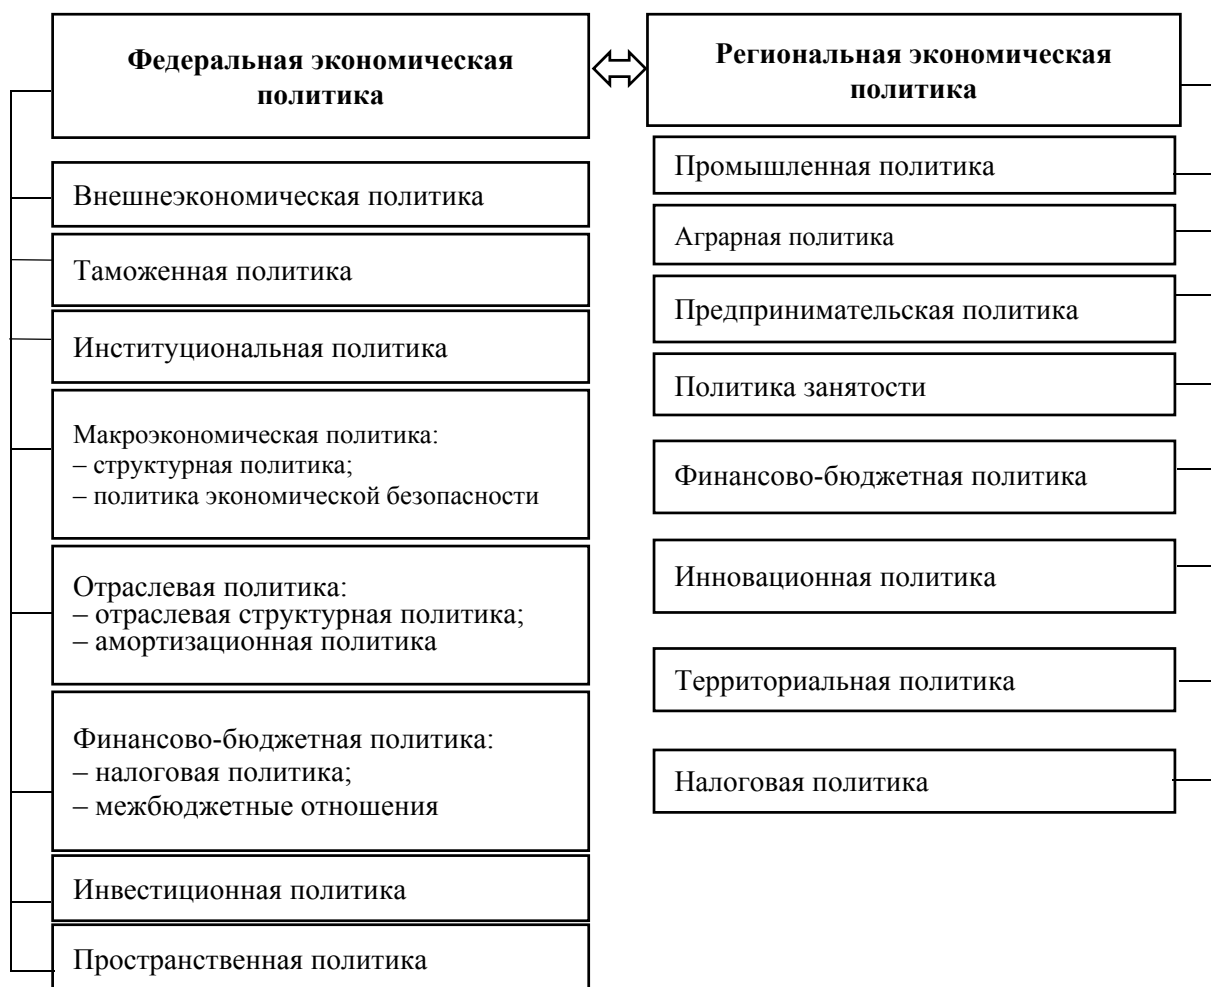 Федеральная экономическая
политика
Внешнеэкономическая политика
Таможенная политика
Институциональная политика
Макроэкономическая политика:
– структурная политика;
– политика экономической безопасности
Отраслевая политика:
– отраслевая структурная политика;
– амортизационная политика
Финансово-бюджетная политика:
– налоговая политика;
– межбюджетные отношения
Инвестиционная политика
Пространственная политика
Региональная экономическая
политика
Промышленная политика
Аграрная политика
Предпринимательская политика
Политика занятости
Финансово-бюджетная политика
Инновационная политика
Территориальная политика
Налоговая политика